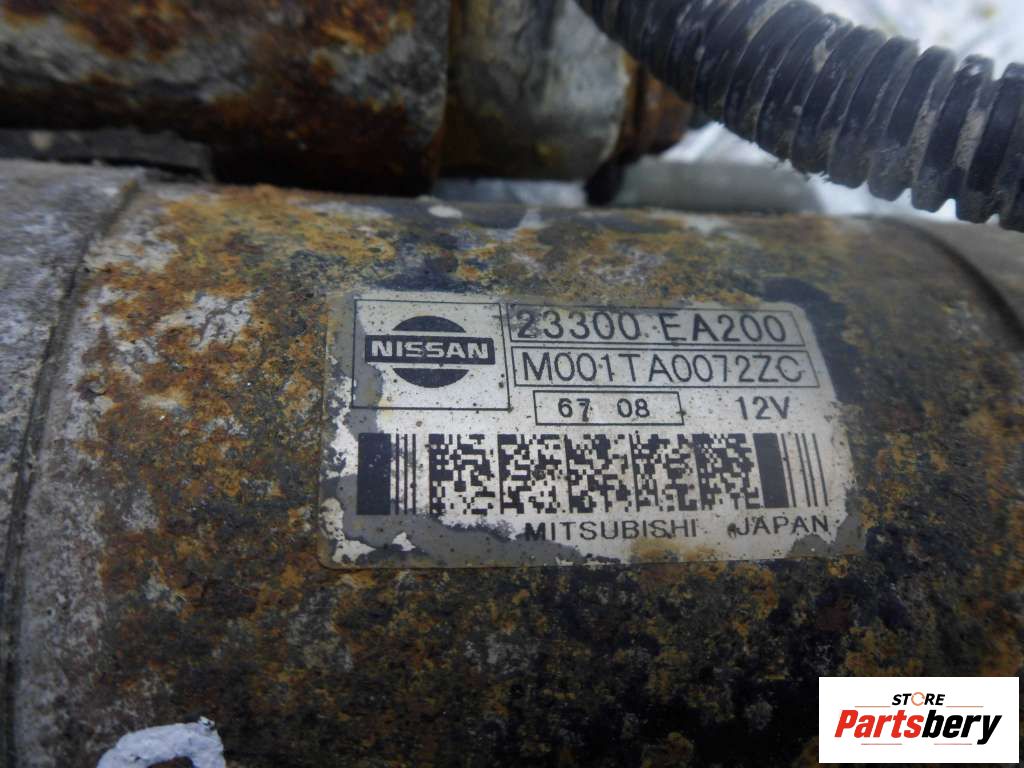 NISSAN
23300 EA200
M001TA0072ZC
67 08
12V
MITSUBISHI JAPAN
STORE
Partsbery